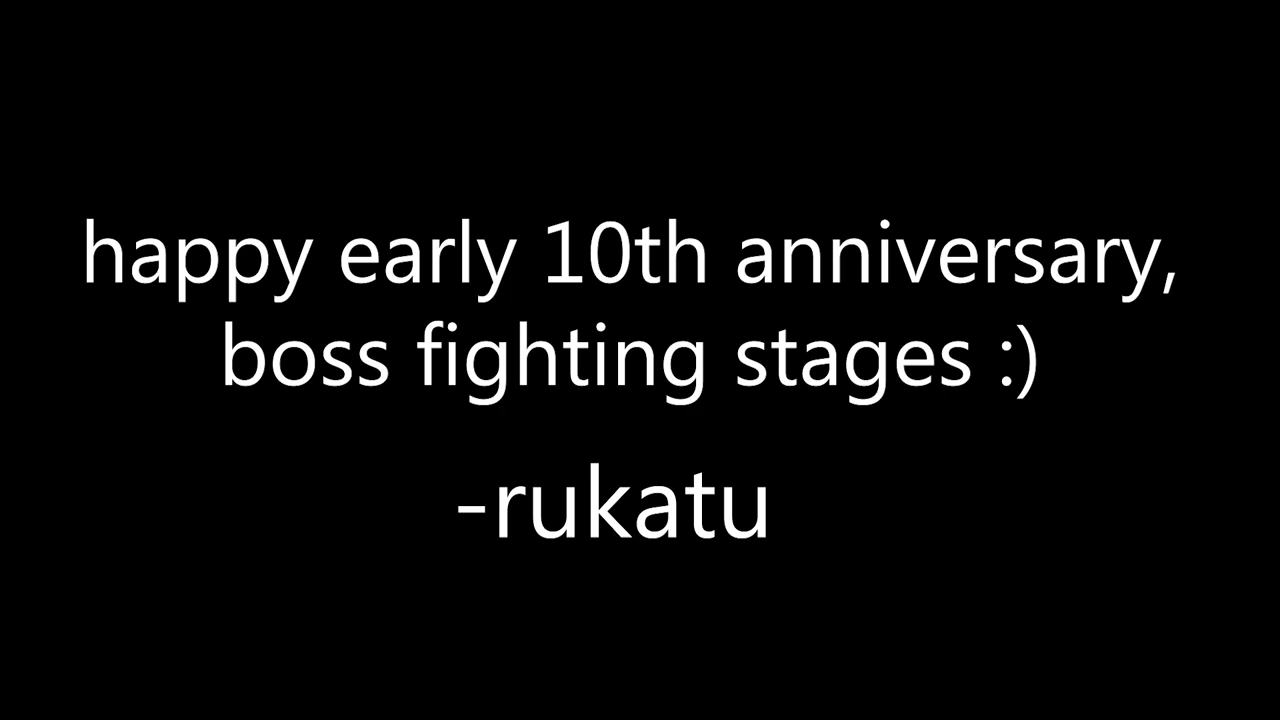 happy early 10th anniversary,
boss fighting stages :)
-rukatu